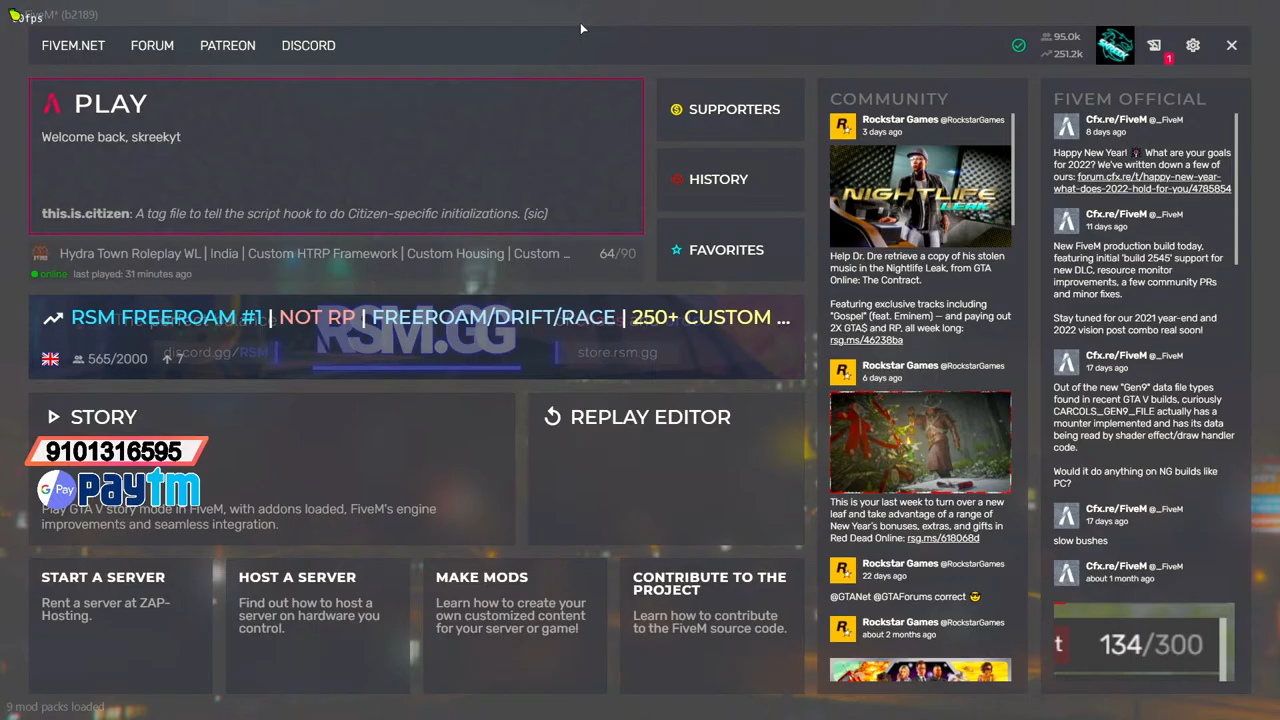 FiveM* (b2189)
FIVEM.NET FORUM PATREON DISCORD
95.0k
251.2k
1
PLAY
Welcome back, skreekyt
this.is.citizen: A tag file to tell the script hook to do Citizen-specific initializations. (sic)
Hydra Town Roleplay WL | India | Custom HTRP Framework | Custom Housing | Custom ... 64/90
online last played: 31 minutes ago
SUPPORTERS
HISTORY
FAVORITES
RSM FREEROAM #1 | NOT RP | FREEROAM/DRIFT/RACE | 250+ CUSTOM ...
RSM.GG
discord.gg/RSM
store.rsm.gg
565/2000 7
STORY
9101316595
G Pay paytm
Play GTA V story mode in FiveM, with addons loaded, FiveM's engine
improvements and seamless integration.
REPLAY EDITOR
START A SERVER
Rent a server at ZAP-
Hosting.
HOST A SERVER
Find out how to host a
server on hardware you
control.
MAKE MODS
Learn how to create your
own customized content
for your server or game!
CONTRIBUTE TO THE
PROJECT
Learn how to contribute
to the FiveM source code.
COMMUNITY
Rockstar Games @RockstarGames
3 days ago
NIGHTLIFE
LEAK
Help Dr. Dre retrieve a copy of his stolen
music in the Nightlife Leak, from GTA
Online: The Contract.
Featuring exclusive tracks including
"Gospel" (feat. Eminem) — and paying out
2X GTA$ and RP, all week long:
rsg.ms/46238ba
Rockstar Games @RockstarGames
6 days ago
This is your last week to turn over a new
leaf and take advantage of a range of
New Year's bonuses, extras, and gifts in
Red Dead Online: rsg.ms/618068d
Rockstar Games @RockstarGames
22 days ago
@GTANet @GTAForums correct 😎
Rockstar Games @RockstarGames
about 2 months ago
FIVEM OFFICIAL
Cfx.re/FiveM @_FiveM
8 days ago
Happy New Year! 🎆 What are your goals
for 2022? We've written down a few of
ours: forum.cfx.re/t/happy-new-year-
what-does-2022-hold-for-you/4785854
Cfx.re/FiveM @_FiveM
11 days ago
New FiveM production build today,
featuring initial 'build 2545' support for
new DLC, resource monitor
improvements, a few community PRs
and minor fixes.
Stay tuned for our 2021 year-end and
2022 vision post combo real soon!
Cfx.re/FiveM @_FiveM
17 days ago
Out of the new "Gen9" data file types
found in recent GTA V builds, curiously
CARCOLS_GEN9_FILE actually has a
mounter implemented and has its data
being read by shader effect/draw handler
code.
Would it do anything on NG builds like
PC?
Cfx.re/FiveM @_FiveM
17 days ago
slow bushes
Cfx.re/FiveM @_FiveM
about 1 month ago
t 134/300
9 mod packs loaded